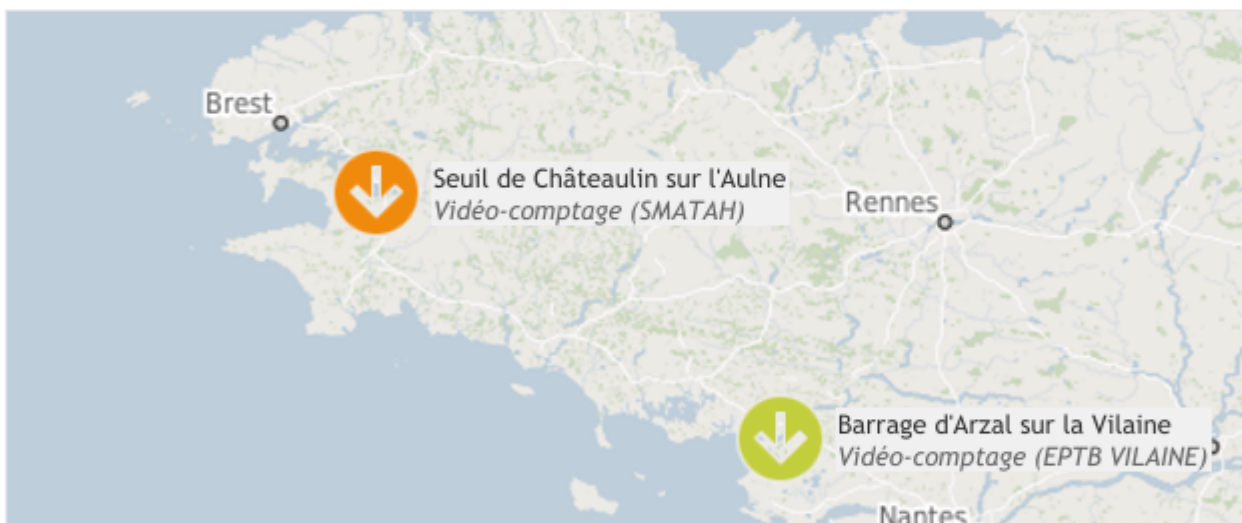 Brest
Seuil de Châteaulin sur l'Aulne
Vidéo-comptage (SMATAH)
Rennes
Barrage d'Arzal sur la Vilaine
Vidéo-comptage (EPTB VILAINE)
Nantes